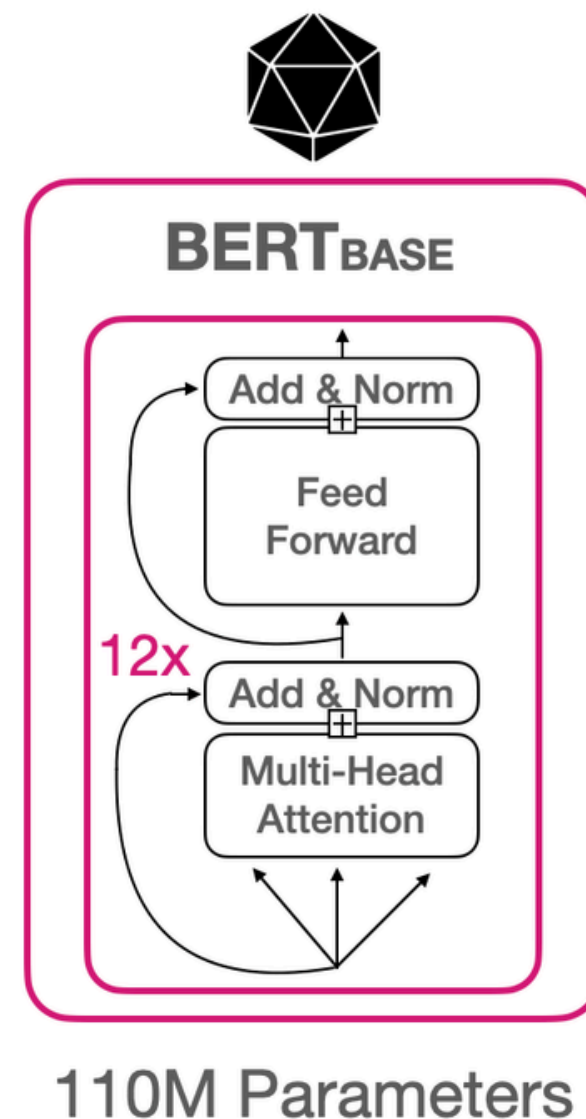 BERTBASE
Add & Norm
Feed
Forward
12x
Add & Norm
Multi-Head
Attention
110M Parameters